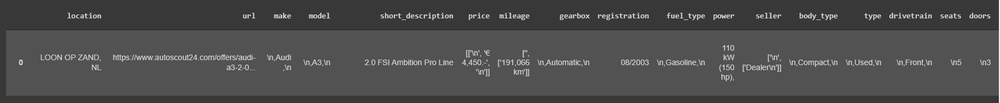 location url make model short_description price mileage gearbox registration fuel_type power seller body_type type drivetrain seats doors
0 LOON OP ZAND, NL https://www.autoscout24.com/offers/audi-a3-2-0... \n,Audi ,\n \n,A3,\n 2.0 FSI Ambition Pro Line [['\n', '€ 4,450.-', '\n']] ['', ['191,066 km']] \n,Automatic,\n 08/2003 \n,Gasoline,\n 110 kW (150 hp), ['\n', ['Dealer\n']] \n,Compact,\n \n,Used,\n \n,Front,\n \n5 \n3